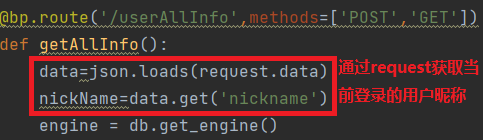 @bp.route('/userAllInfo',methods=['POST','GET'])
def getAllInfo():
data=json.loads(request.data)
nickName=data.get('nickname')
engine = db.get_engine()
通过request获取当
前登录的用户昵称